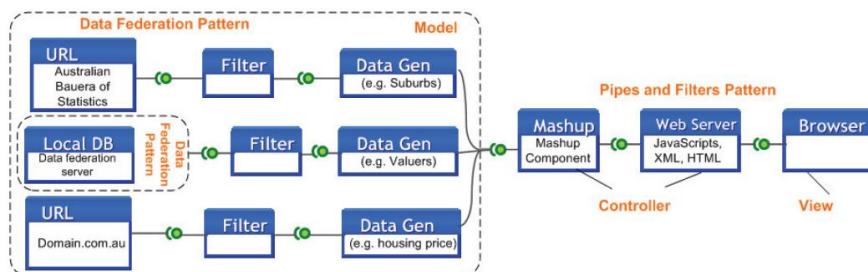 Data Federation Pattern
Model
URL
Australian
Bauera of
Statistics
Filter
Data Gen
(e.g. Suburbs)
Local DB
Data federation
server
Data
Federation
Pattern
Filter
Data Gen
(e.g. Valuers)
URL
Domain.com.au
Filter
Data Gen
(e.g. housing price)
Pipes and Filters Pattern
Mashup
Mashup
Component
Web Server
JavaScripts,
XML, HTML
Browser
Controller
View